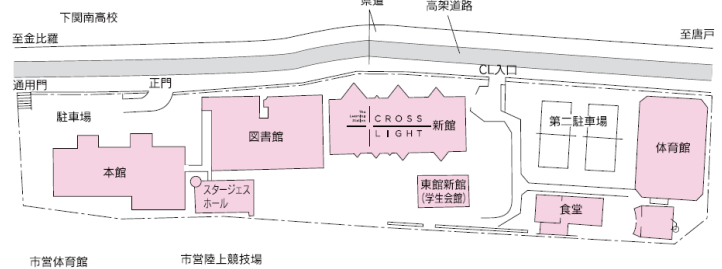 県道
高架道路
下関南高校
至金比羅
至唐戸
通用門
正門
CL入口
駐車場
図書館
CROSS
LIGHT
新館
第二駐車場
体育館
本館
スタージェス
ホール
東館新館
(学生会館)
食堂
市営体育館
市営陸上競技場